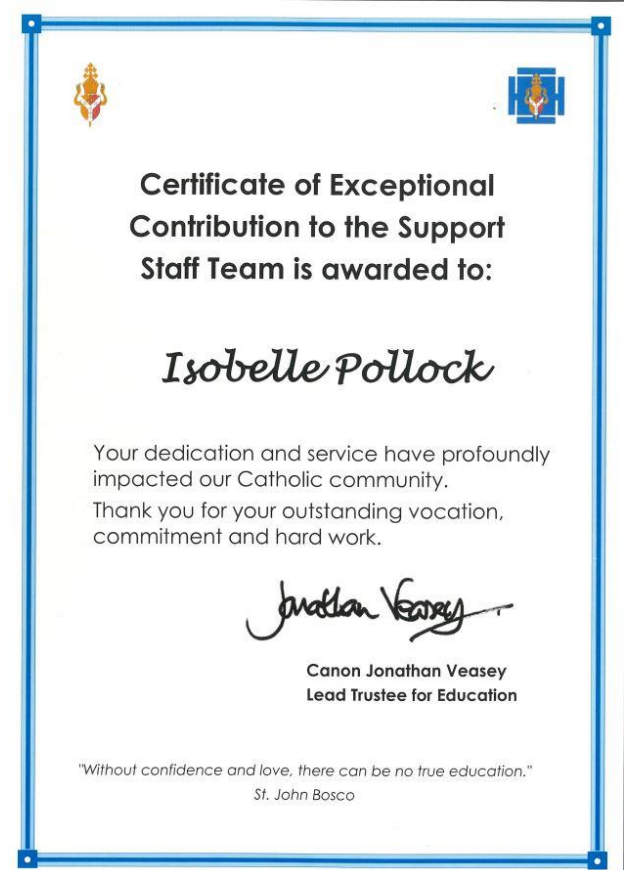 Certificate of Exceptional
Contribution to the Support
Staff Team is awarded to:
Isobelle Pollock
Your dedication and service have profoundly
impacted our Catholic community.
Thank you for your outstanding vocation,
commitment and hard work.
Jonathan Veasey
Canon Jonathan Veasey
Lead Trustee for Education
"Without confidence and love, there can be no true education."
St. John Bosco